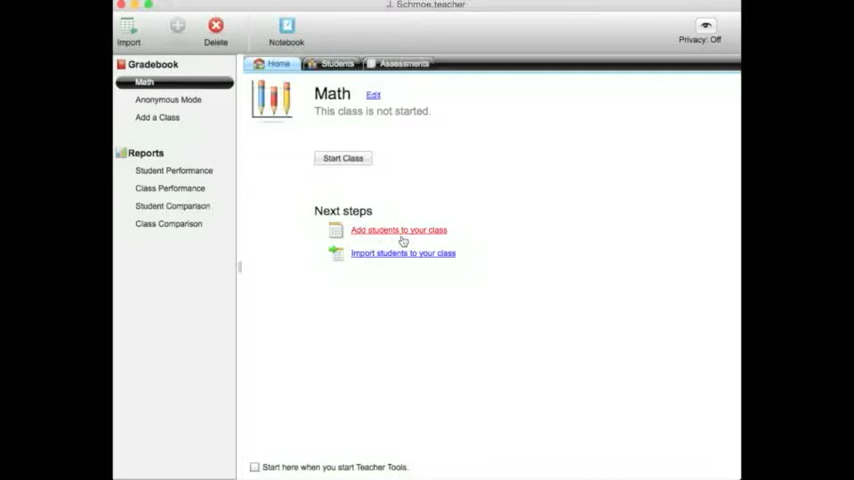 J. Schmoe.teacher
Import
Delete
Notebook
Privacy: Off
Gradebook
Math
Anonymous Mode
Add a Class
Reports
Student Performance
Class Performance
Student Comparison
Class Comparison
Home
Students
Assessments
Math Edit
This class is not started.
Start Class
Next steps
Add students to your class
Import students to your class
Start here when you start Teacher Tools.